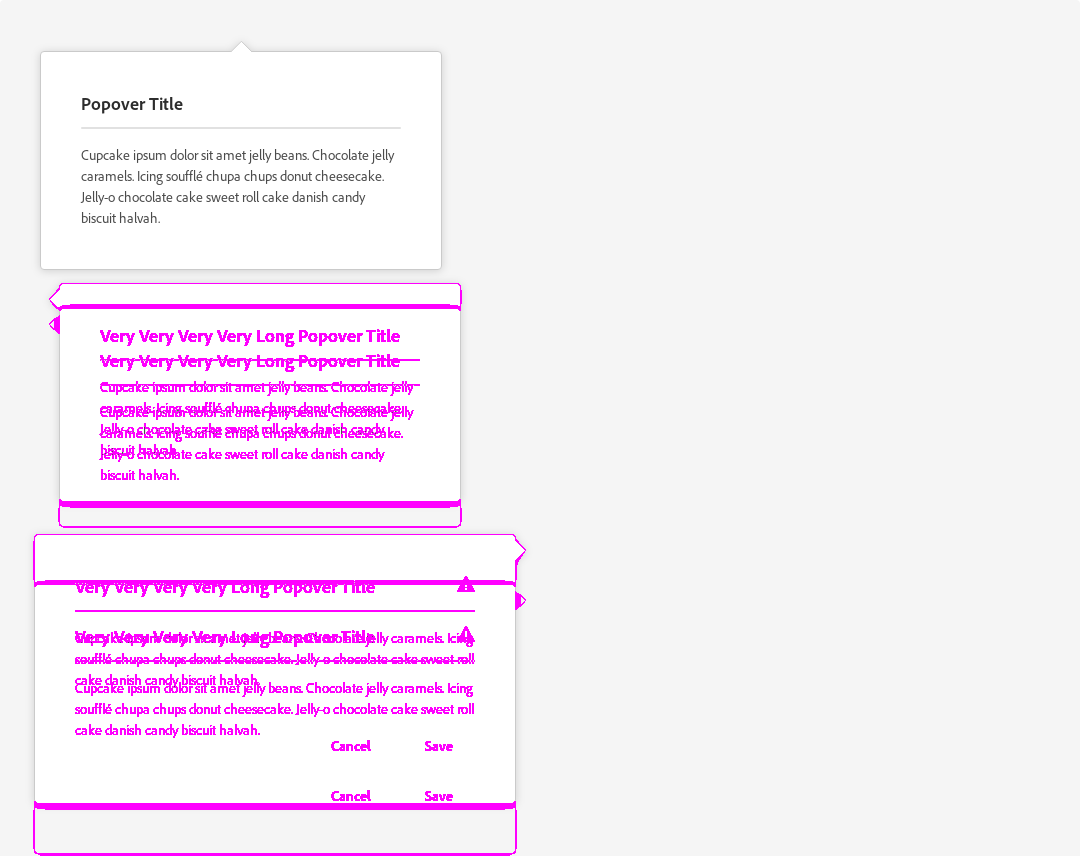 Popover Title
Cupcake ipsum dolor sit amet jelly beans. Chocolate jelly
caramels. Icing soufflé chupa chups donut cheesecake.
Jelly-o chocolate cake sweet roll cake danish candy
biscuit halvah.
Very Very Very Very Long Popover Title
Very Very Very Very Long Popover Title
Cupcake ipsum dolor sit amet jelly beans. Chocolate jelly
caramels. Icing soufflé chupa chups donut cheesecake.
Cupcake ipsum dolor sit amet jelly beans. Chocolate jelly
Jelly-o chocolate cake sweet roll cake danish candy
caramels. Icing soufflé chupa chups donut cheesecake.
biscuit halvah.
Jelly-o chocolate cake sweet roll cake danish candy
biscuit halvah.
Very Very Very Very Long Popover Title
Very Very Very Very Long Popover Title
Cupcake ipsum dolor sit amet jelly beans. Chocolate jelly caramels. Icing
soufflé chupa chups donut cheesecake. Jelly-o chocolate cake sweet roll
cake danish candy biscuit halvah.
Cupcake ipsum dolor sit amet jelly beans. Chocolate jelly caramels. Icing
soufflé chupa chups donut cheesecake. Jelly-o chocolate cake sweet roll
cake danish candy biscuit halvah.
Cancel Save
Cancel Save